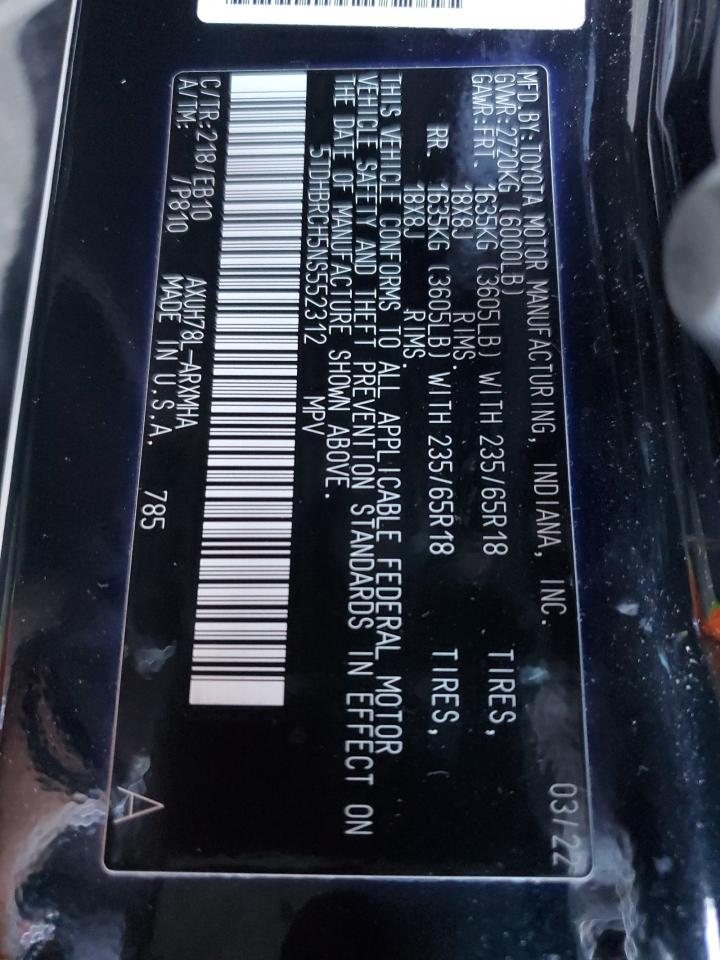 MFD. BY: TOYOTA MOTOR MANUFACTURING, INDIANA, INC. 03/22
GVWR: 2720KG (6000LB)
GAWR: FRT. 1635KG (3605LB) WITH 235/65R18 TIRES,
18X8J RIMS.
RR. 1635KG (3605LB) WITH 235/65R18 TIRES,
18X8J RIMS.
THIS VEHICLE CONFORMS TO ALL APPLICABLE FEDERAL MOTOR
VEHICLE SAFETY AND THEFT PREVENTION STANDARDS IN EFFECT ON
THE DATE OF MANUFACTURE SHOWN ABOVE.
5TDHBRCH5NS552312 MPV
C/TR: 218/EB10 AXUH78L-ARXMHA
A/TM: /P810 MADE IN U.S.A. 785
A